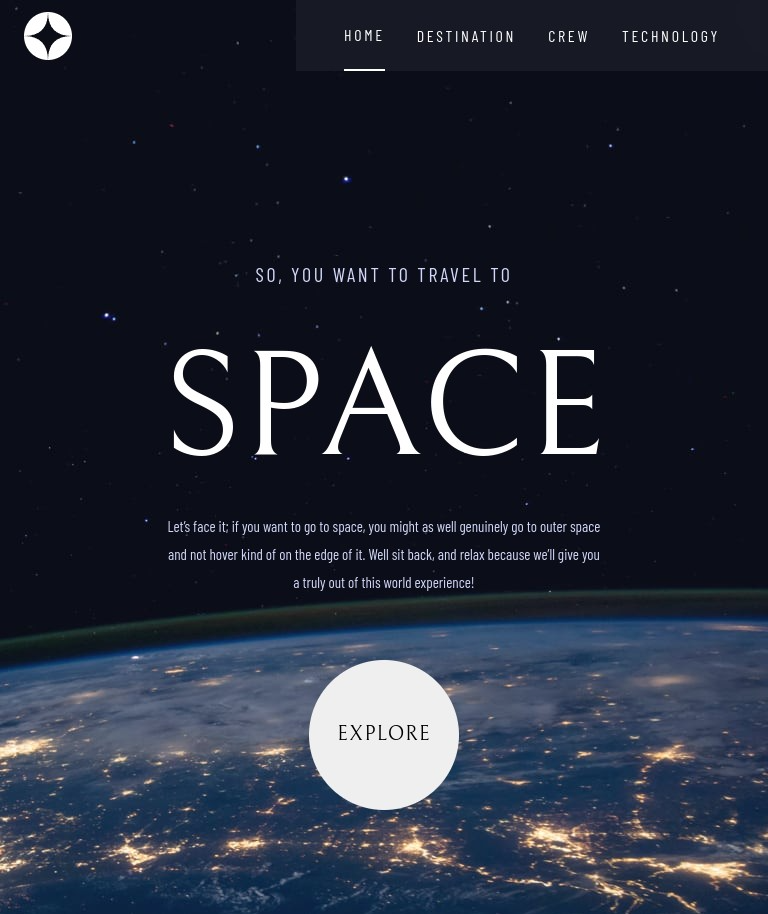 HOME DESTINATION CREW TECHNOLOGY
SO, YOU WANT TO TRAVEL TO
SPACE
Let’s face it; if you want to go to space, you might as well genuinely go to outer space
and not hover kind of on the edge of it. Well sit back, and relax because we’ll give you
a truly out of this world experience!
EXPLORE